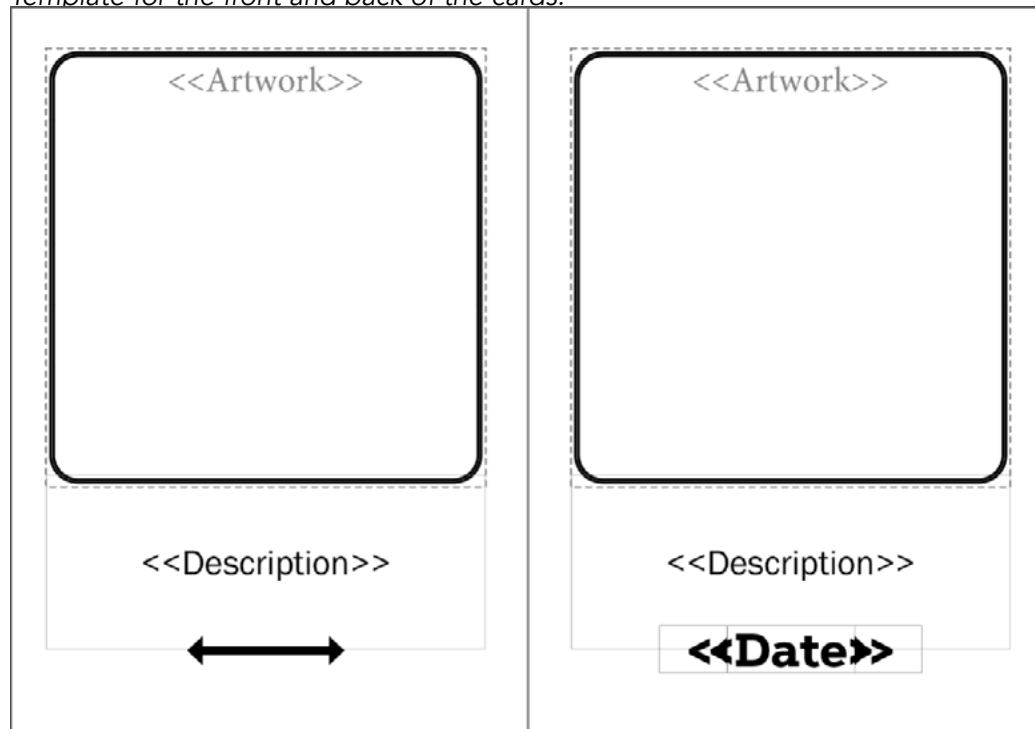 Template for the front and back of the cards.
<<Artwork>>
<<Description>>
<<Artwork>>
<<Description>>
<<Date>>